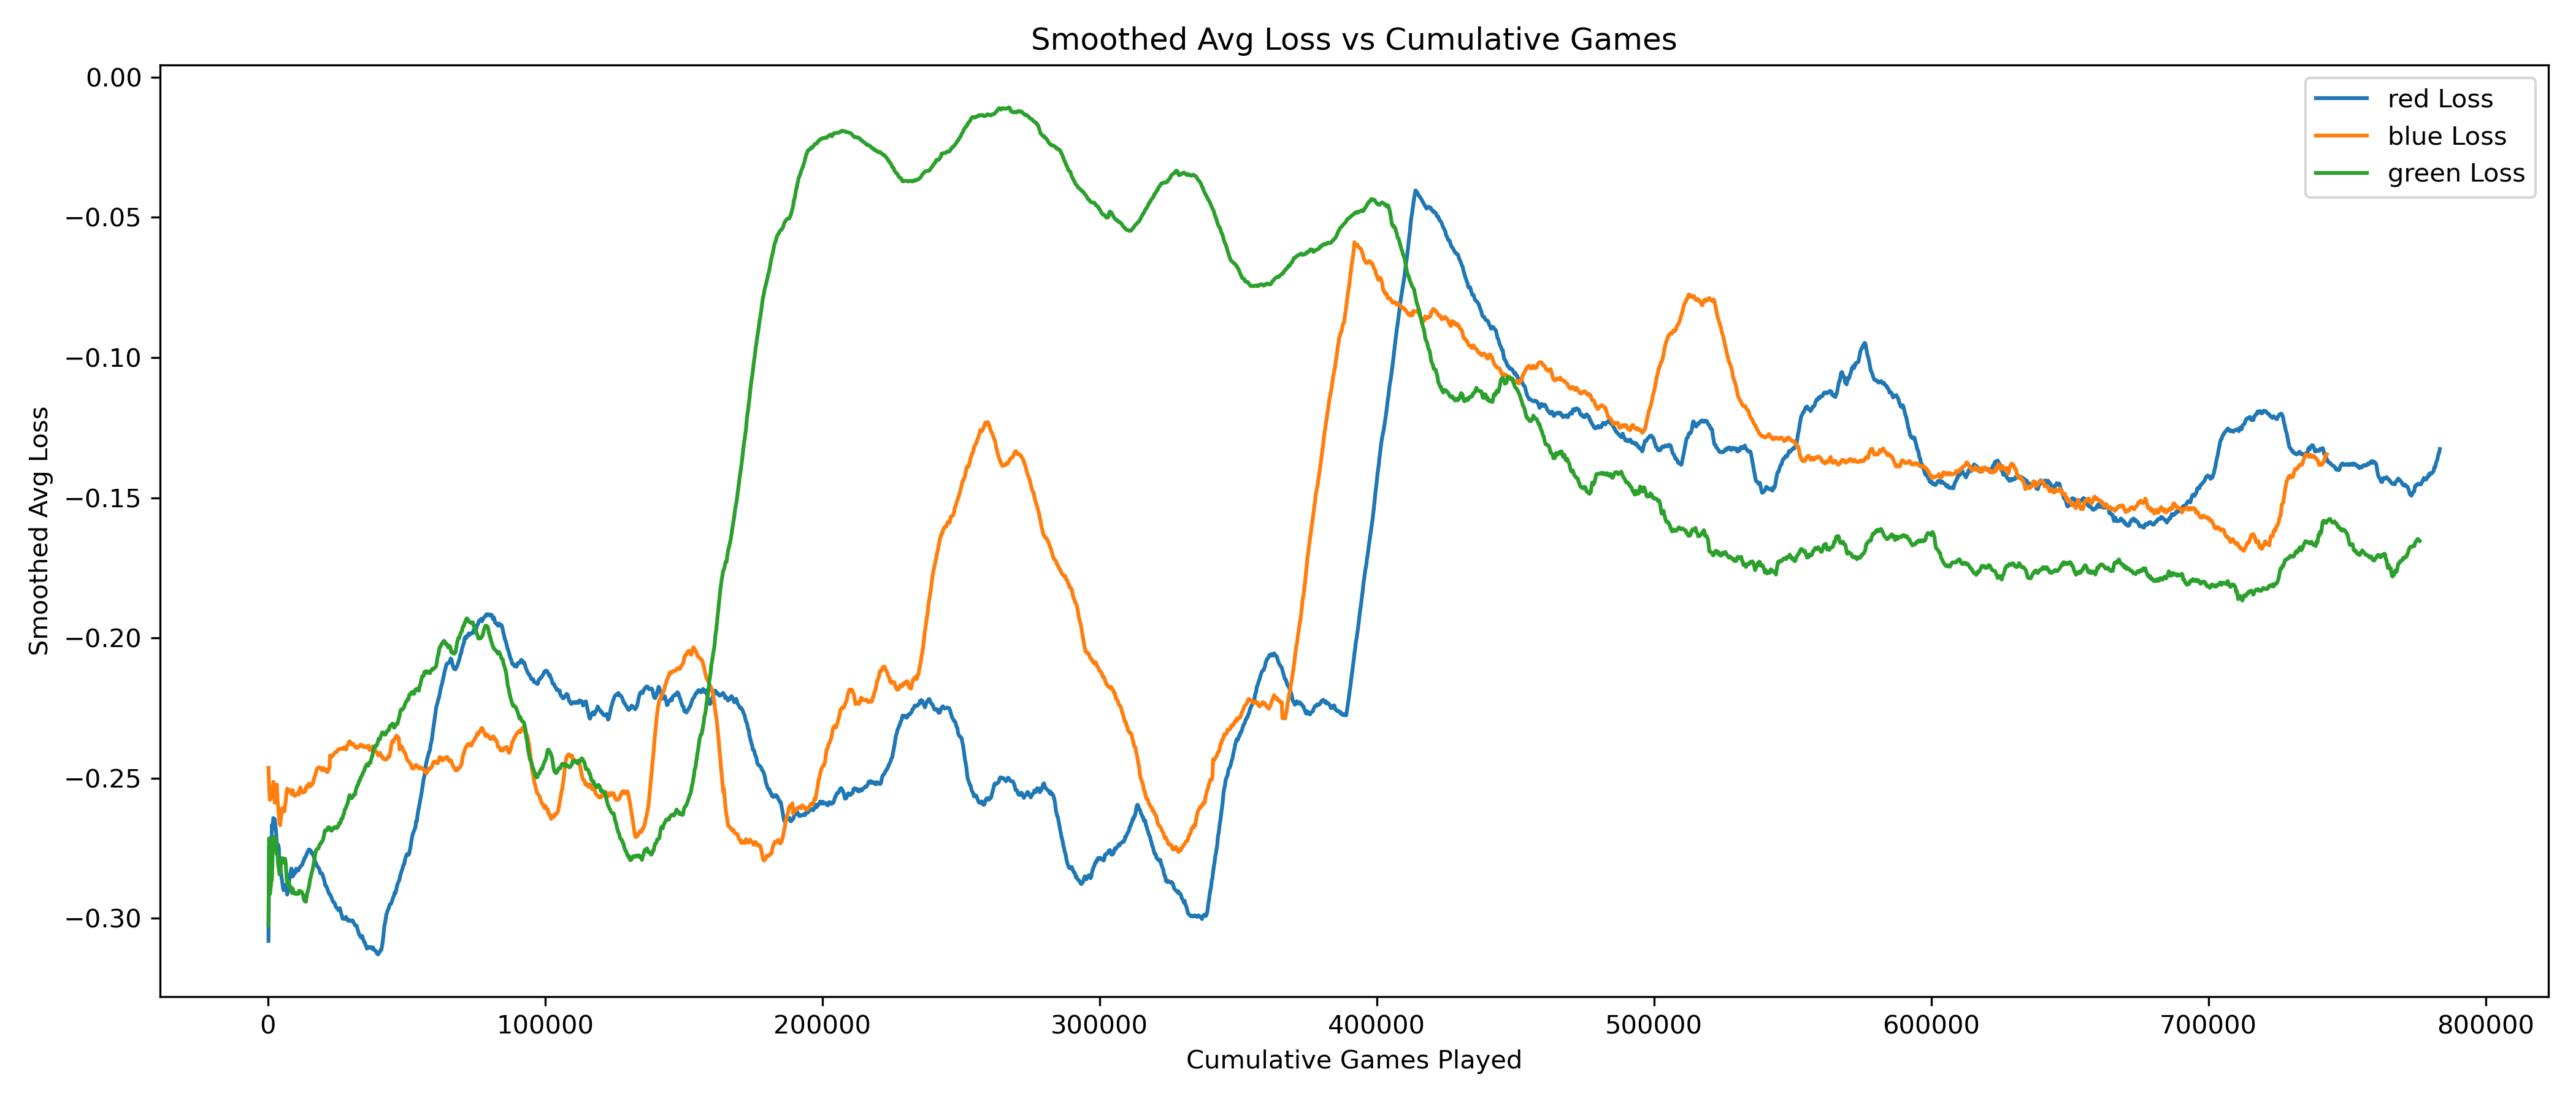 Smoothed Avg Loss vs Cumulative Games
red Loss
blue Loss
green Loss
Smoothed Avg Loss
0.00
−0.05
−0.10
−0.15
−0.20
−0.25
−0.30
0 100000 200000 300000 400000 500000 600000 700000 800000
Cumulative Games Played